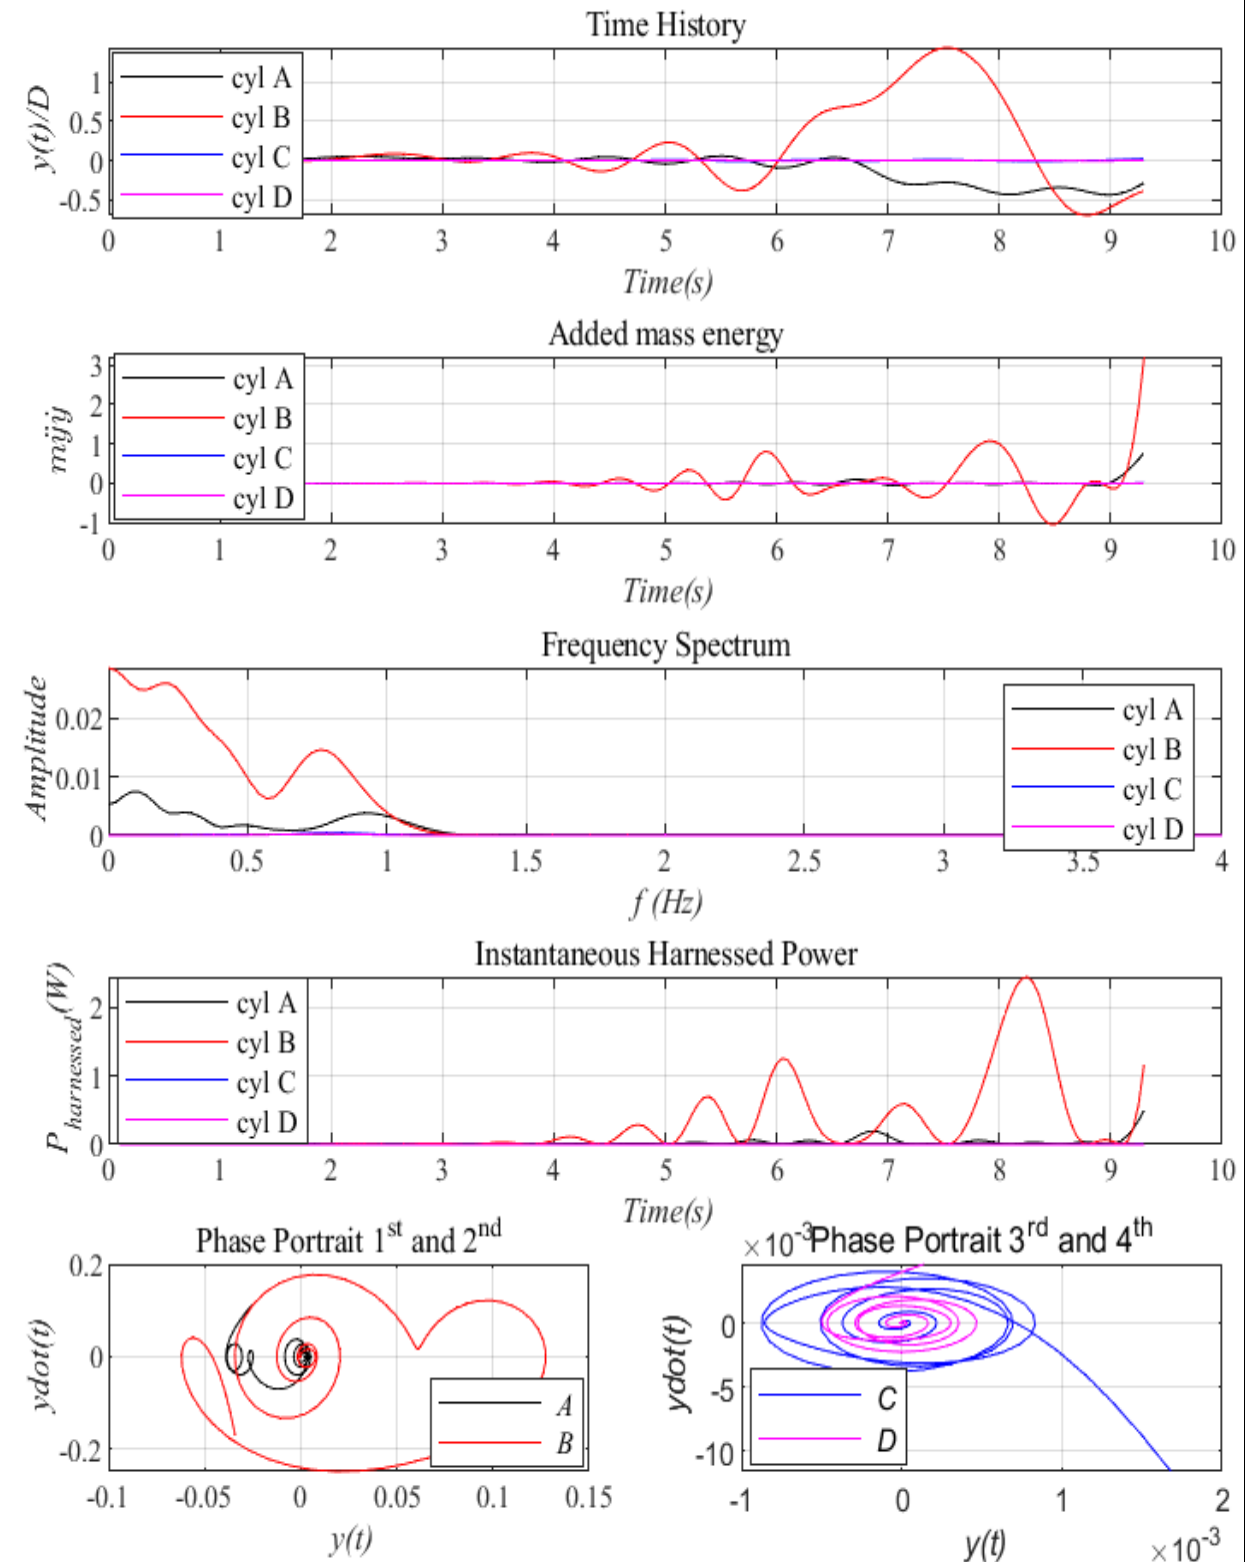 Time History
y(t)/D
1
0.5
0
-0.5
cyl A
cyl B
cyl C
cyl D
0 1 2 3 4 5 6 7 8 9 10
Time(s)
Added mass energy
mÿẏ
3
2
1
0
-1
cyl A
cyl B
cyl C
cyl D
0 1 2 3 4 5 6 7 8 9 10
Time(s)
Frequency Spectrum
Amplitude
0.02
0.01
0
cyl A
cyl B
cyl C
cyl D
0 0.5 1 1.5 2 2.5 3 3.5 4
f (Hz)
Instantaneous Harnessed Power
P harnessed (W)
2
1
0
cyl A
cyl B
cyl C
cyl D
0 1 2 3 4 5 6 7 8 9 10
Time(s)
Phase Portrait 1st and 2nd
ydot(t)
0.2
0
-0.2
A
B
-0.1 -0.05 0 0.05 0.1 0.15
y(t)
×10-3 Phase Portrait 3rd and 4th
ydot(t)
0
-5
-10
C
D
-1 0 1 2
y(t)
×10-3